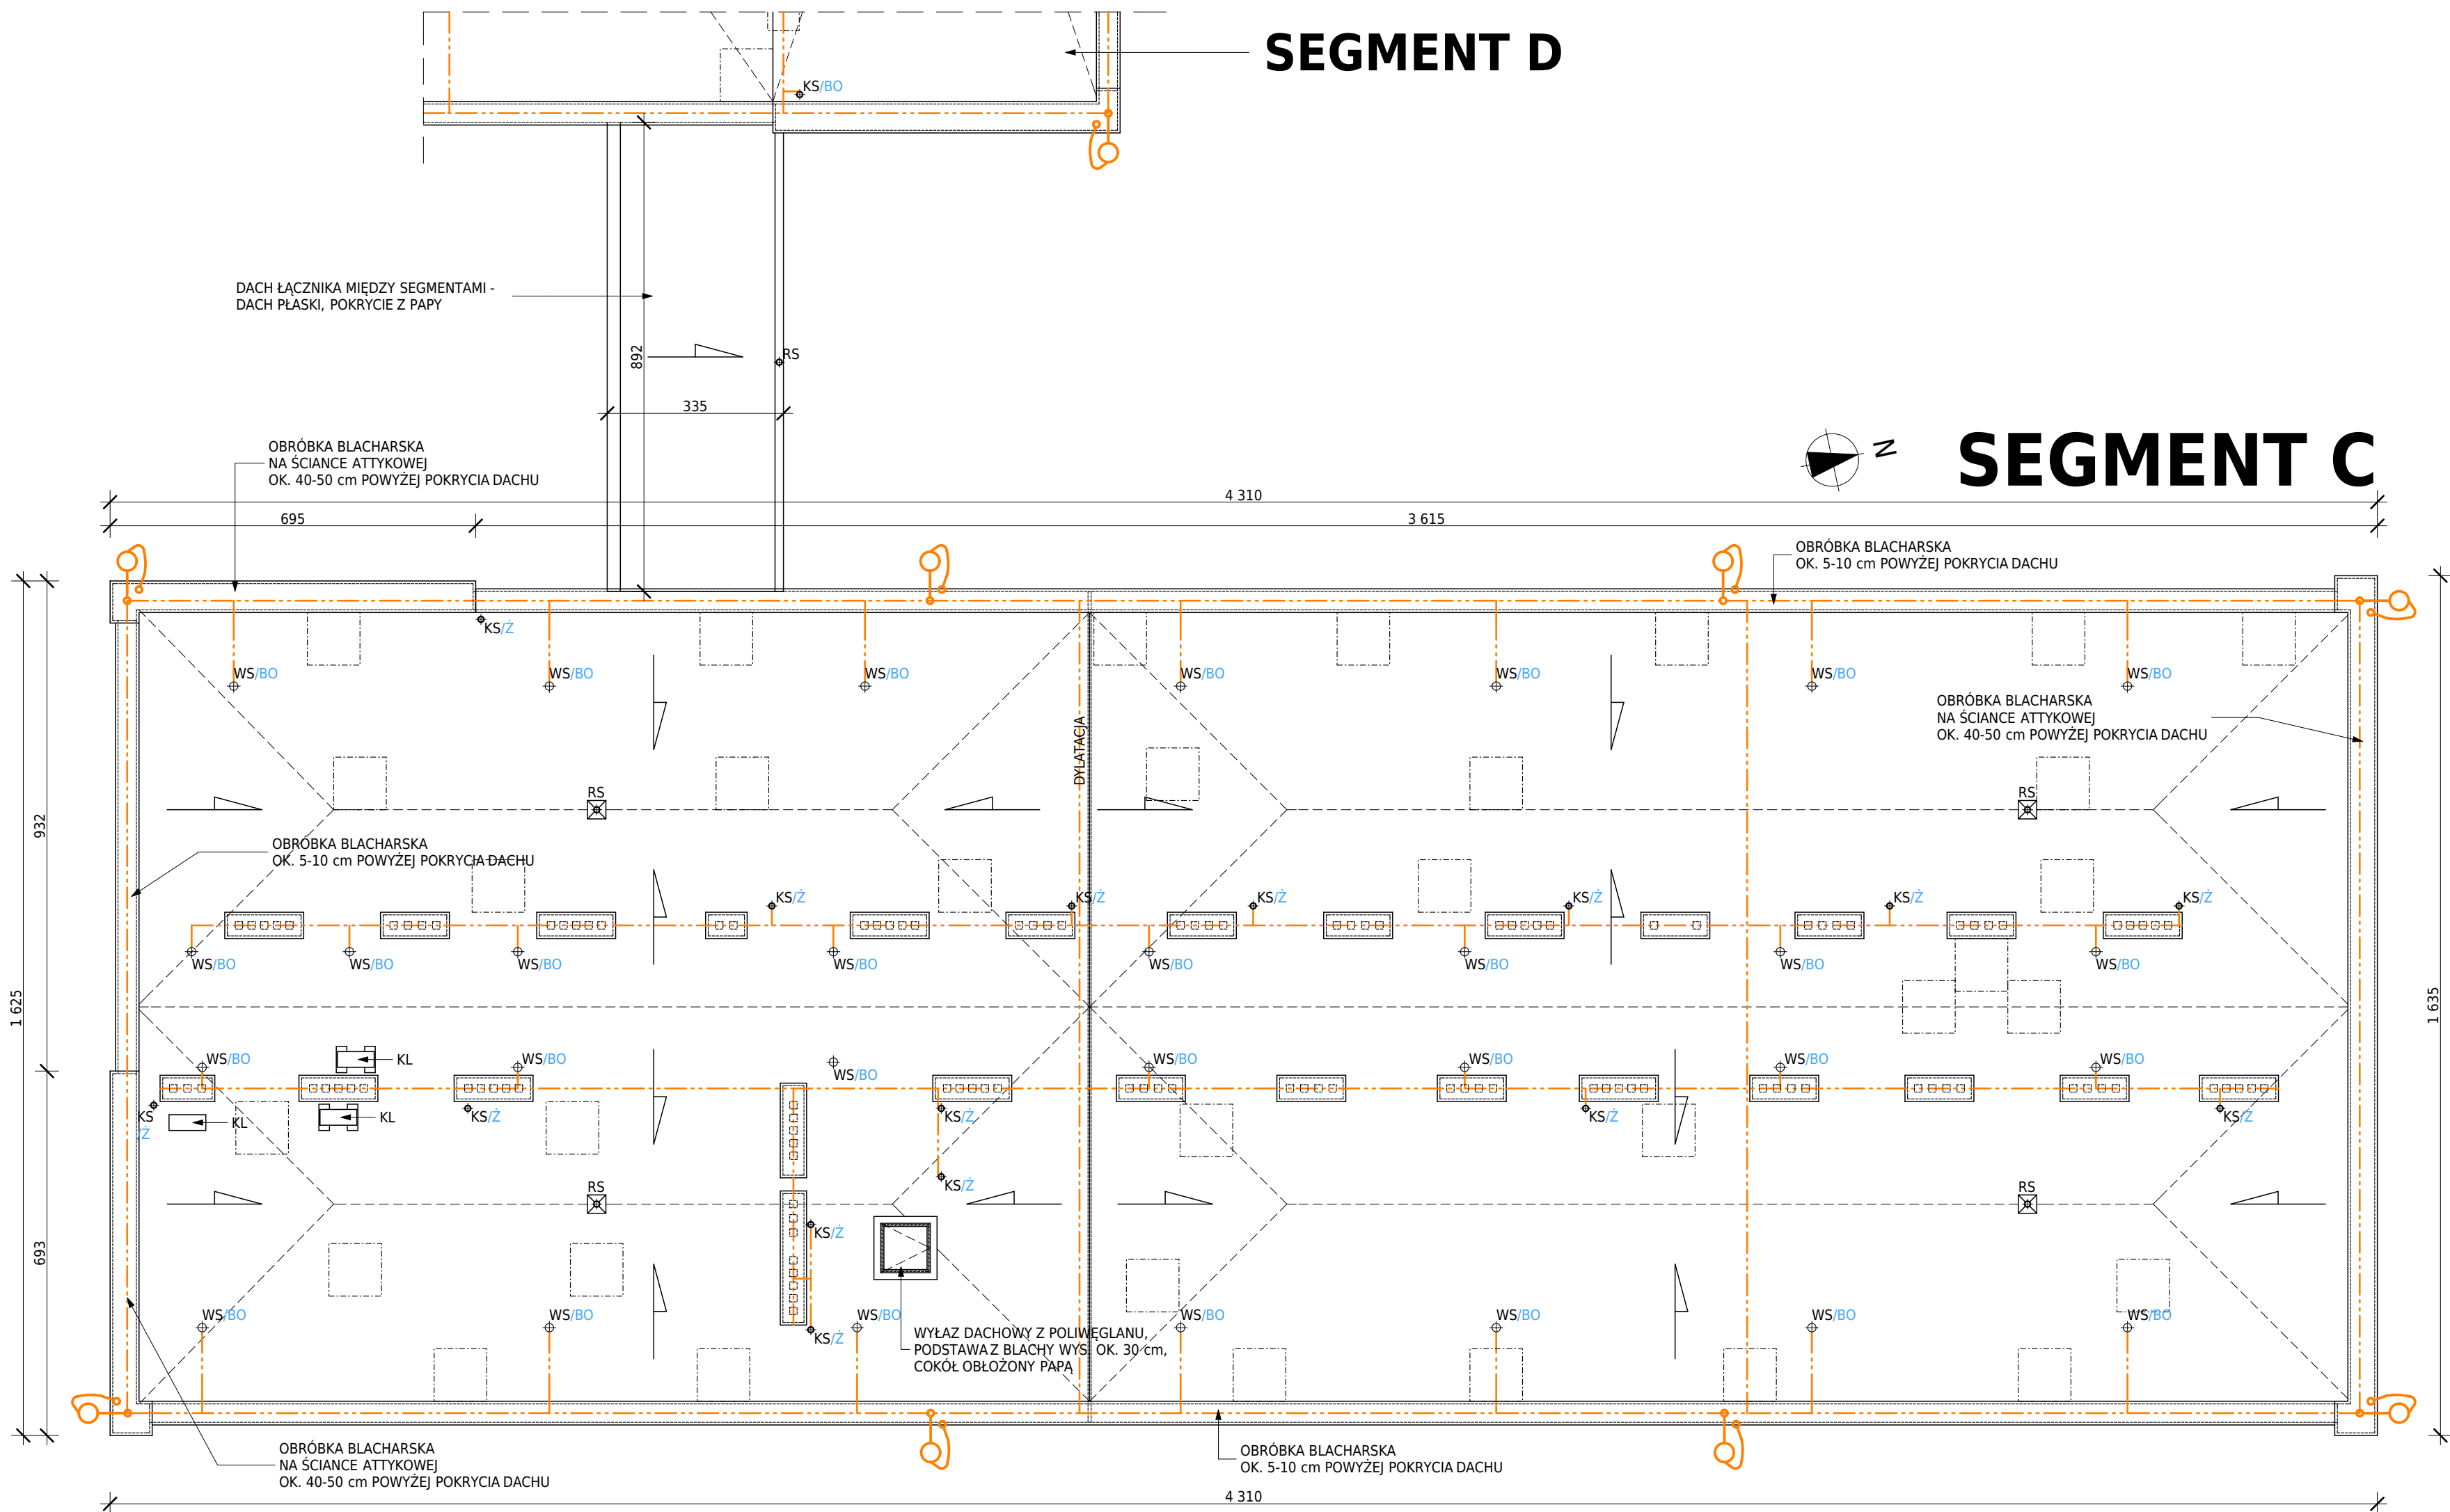 SEGMENT D
KS/BO
DACH ŁĄCZNIKA MIĘDZY SEGMENTAMI -
DACH PŁASKI, POKRYCIE Z PAPY
892
RS
335
OBRÓBKA BLACHARSKA
NA ŚCIANCE ATTYKOWEJ
OK. 40-50 cm POWYŻEJ POKRYCIA DACHU
N
SEGMENT C
4 310
695
3 615
OBRÓBKA BLACHARSKA
OK. 5-10 cm POWYŻEJ POKRYCIA DACHU
KS/Ż
WS/BO
WS/BO
WS/BO
WS/BO
WS/BO
WS/BO
WS/BO
OBRÓBKA BLACHARSKA
NA ŚCIANCE ATTYKOWEJ
OK. 40-50 cm POWYŻEJ POKRYCIA DACHU
DYLATACJA
RS
RS
932
OBRÓBKA BLACHARSKA
OK. 5-10 cm POWYŻEJ POKRYCIA DACHU
KS/Ż
KS/Ż
KS/Ż
KS/Ż
KS/Ż
KS/Ż
WS/BO
WS/BO
WS/BO
WS/BO
WS/BO
WS/BO
WS/BO
WS/BO
1 625
1 635
WS/BO
KL
WS/BO
WS/BO
WS/BO
WS/BO
WS/BO
WS/BO
KS
/Ż
KL
KL
KS/Ż
KS/Ż
KS/Ż
KS/Ż
KS/Ż
RS
RS
693
KS/Ż
WS/BO
WS/BO
KS/Ż
WS/BO
WS/BO
WS/BO
WS/BO
WS/BO
WYŁAZ DACHOWY Z POLIWĘGLANU,
PODSTAWA Z BLACHY WYS. OK. 30 cm,
COKÓŁ OBŁOŻONY PAPĄ
OBRÓBKA BLACHARSKA
NA ŚCIANCE ATTYKOWEJ
OK. 40-50 cm POWYŻEJ POKRYCIA DACHU
OBRÓBKA BLACHARSKA
OK. 5-10 cm POWYŻEJ POKRYCIA DACHU
4 310